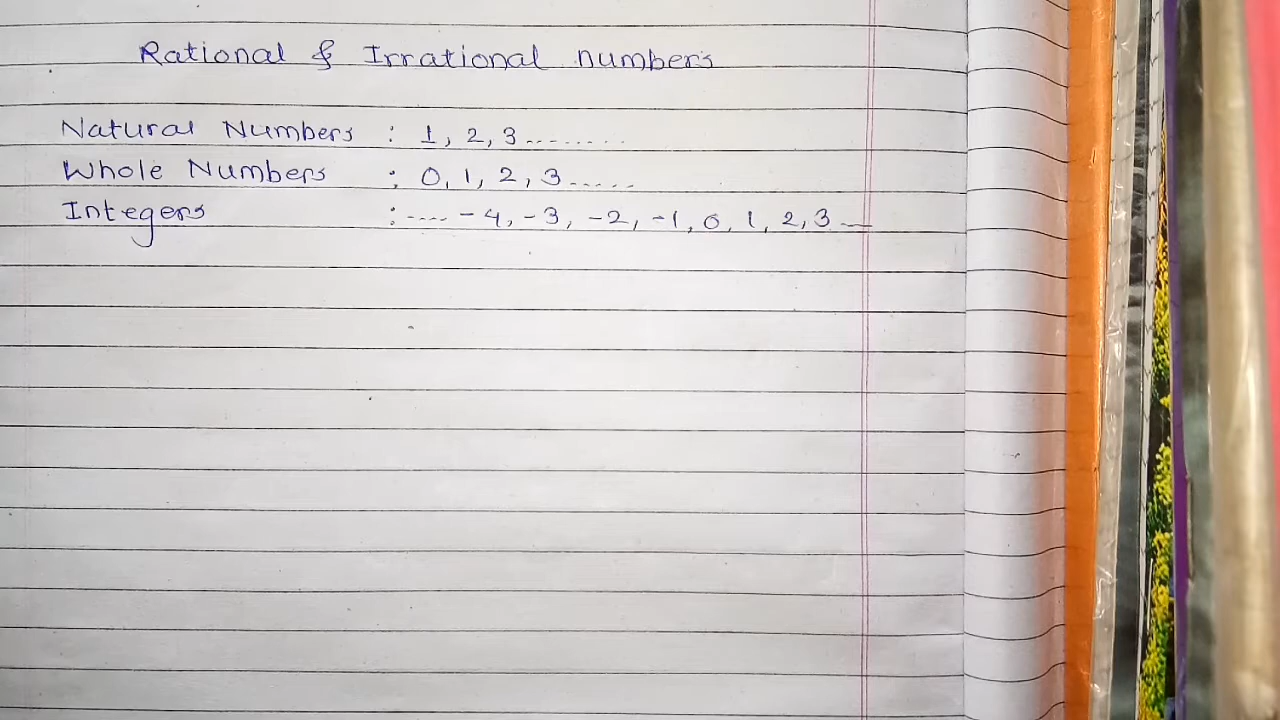 Rational & Irrational numbers
Natural Numbers : 1, 2, 3........
Whole Numbers : 0, 1, 2, 3.....
Integers :.... -4, -3, -2, -1, 0, 1, 2, 3 ...